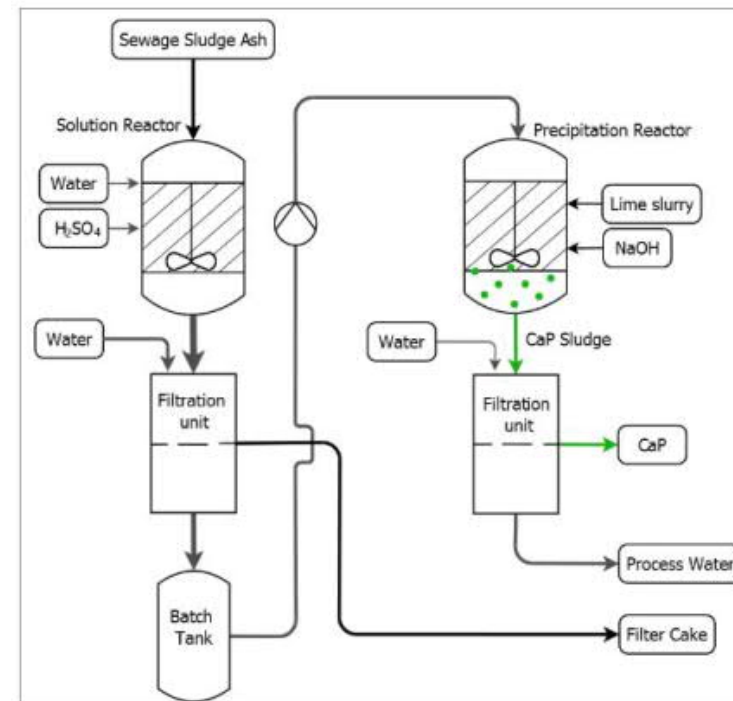 Sewage Sludge Ash
Solution Reactor
Precipitation Reactor
Water
H₂SO₄
Lime slurry
NaOH
Water
Water
CaP Sludge
Filtration
unit
Filtration
unit
CaP
Process Water
Batch
Tank
Filter Cake